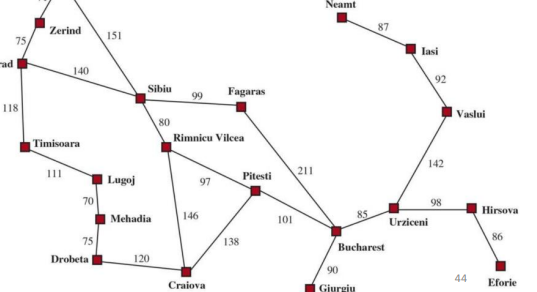 Neamt
87
Zerind
151
75
Iasi
rad
140
92
Sibiu
99
Fagaras
118
80
Vaslui
Rimnicu Vilcea
Timisoara
142
111
97
Pitesti
211
Lugoj
70
146
101
85
98
Hirsova
Mehadia
Urziceni
75
138
86
Bucharest
Drobeta
120
90
44
Craiova
Giurgiu
Eforie